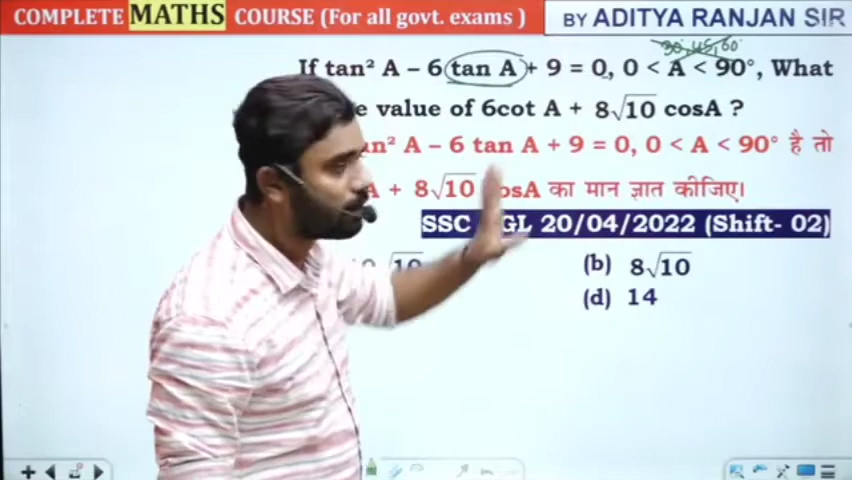 COMPLETE MATHS COURSE (For all govt. exams )
BY ADITYA RANJAN SIR
30, 45, 60
If tan² A – 6 tan A + 9 = 0, 0 < A < 90°, What
value of 6cot A + 8√10 cosA ?
A – 6 tan A + 9 = 0, 0 < A < 90° है तो
A + 8√10 cosA का मान ज्ञात कीजिए।
SSC CGL 20/04/2022 (Shift- 02)
(b) 8√10
(d) 14